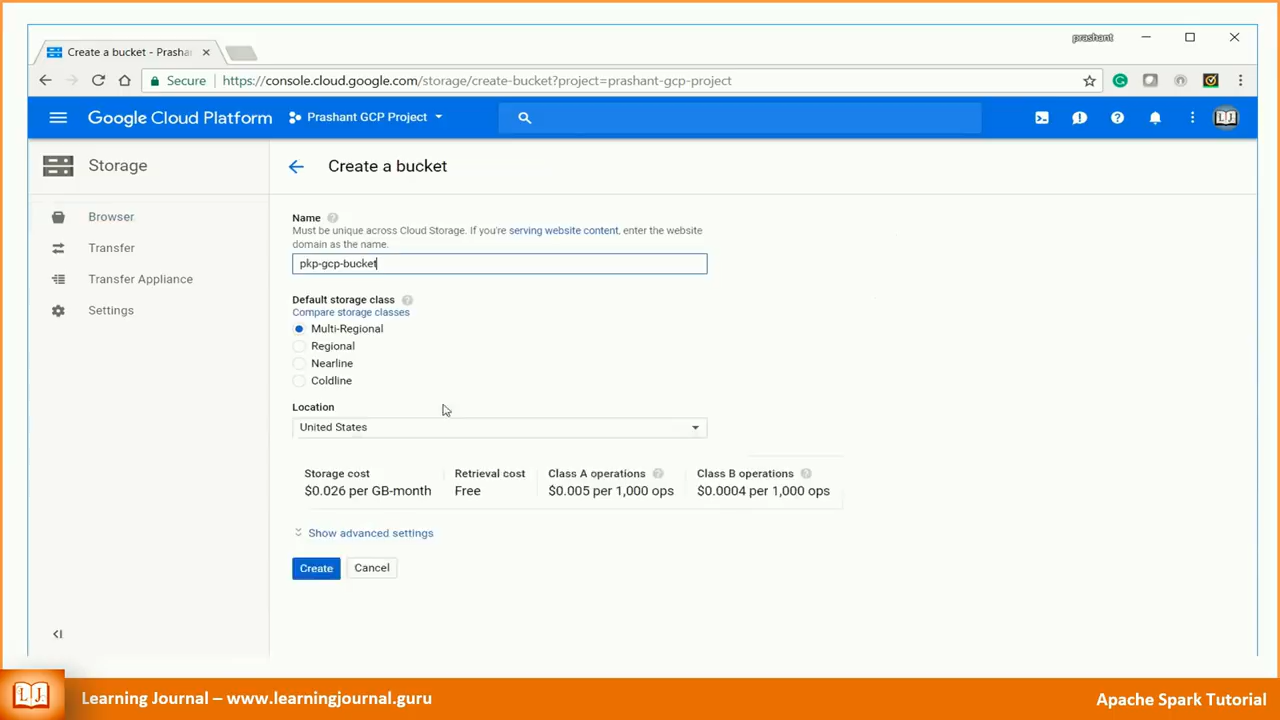 Create a bucket - Prasha
prashant
Secure https://console.cloud.google.com/storage/create-bucket?project=prashant-gcp-project
Google Cloud Platform Prashant GCP Project
Storage
Create a bucket
Browser
Transfer
Transfer Appliance
Settings
Name
Must be unique across Cloud Storage. If you're serving website content, enter the website
domain as the name.
pkp-gcp-bucket
Default storage class
Compare storage classes
Multi-Regional
Regional
Nearline
Coldline
Location
United States
Storage cost Retrieval cost Class A operations Class B operations
$0.026 per GB-month Free $0.005 per 1,000 ops $0.0004 per 1,000 ops
Show advanced settings
Create Cancel
LJ
Learning Journal – www.learningjournal.guru
Apache Spark Tutorial